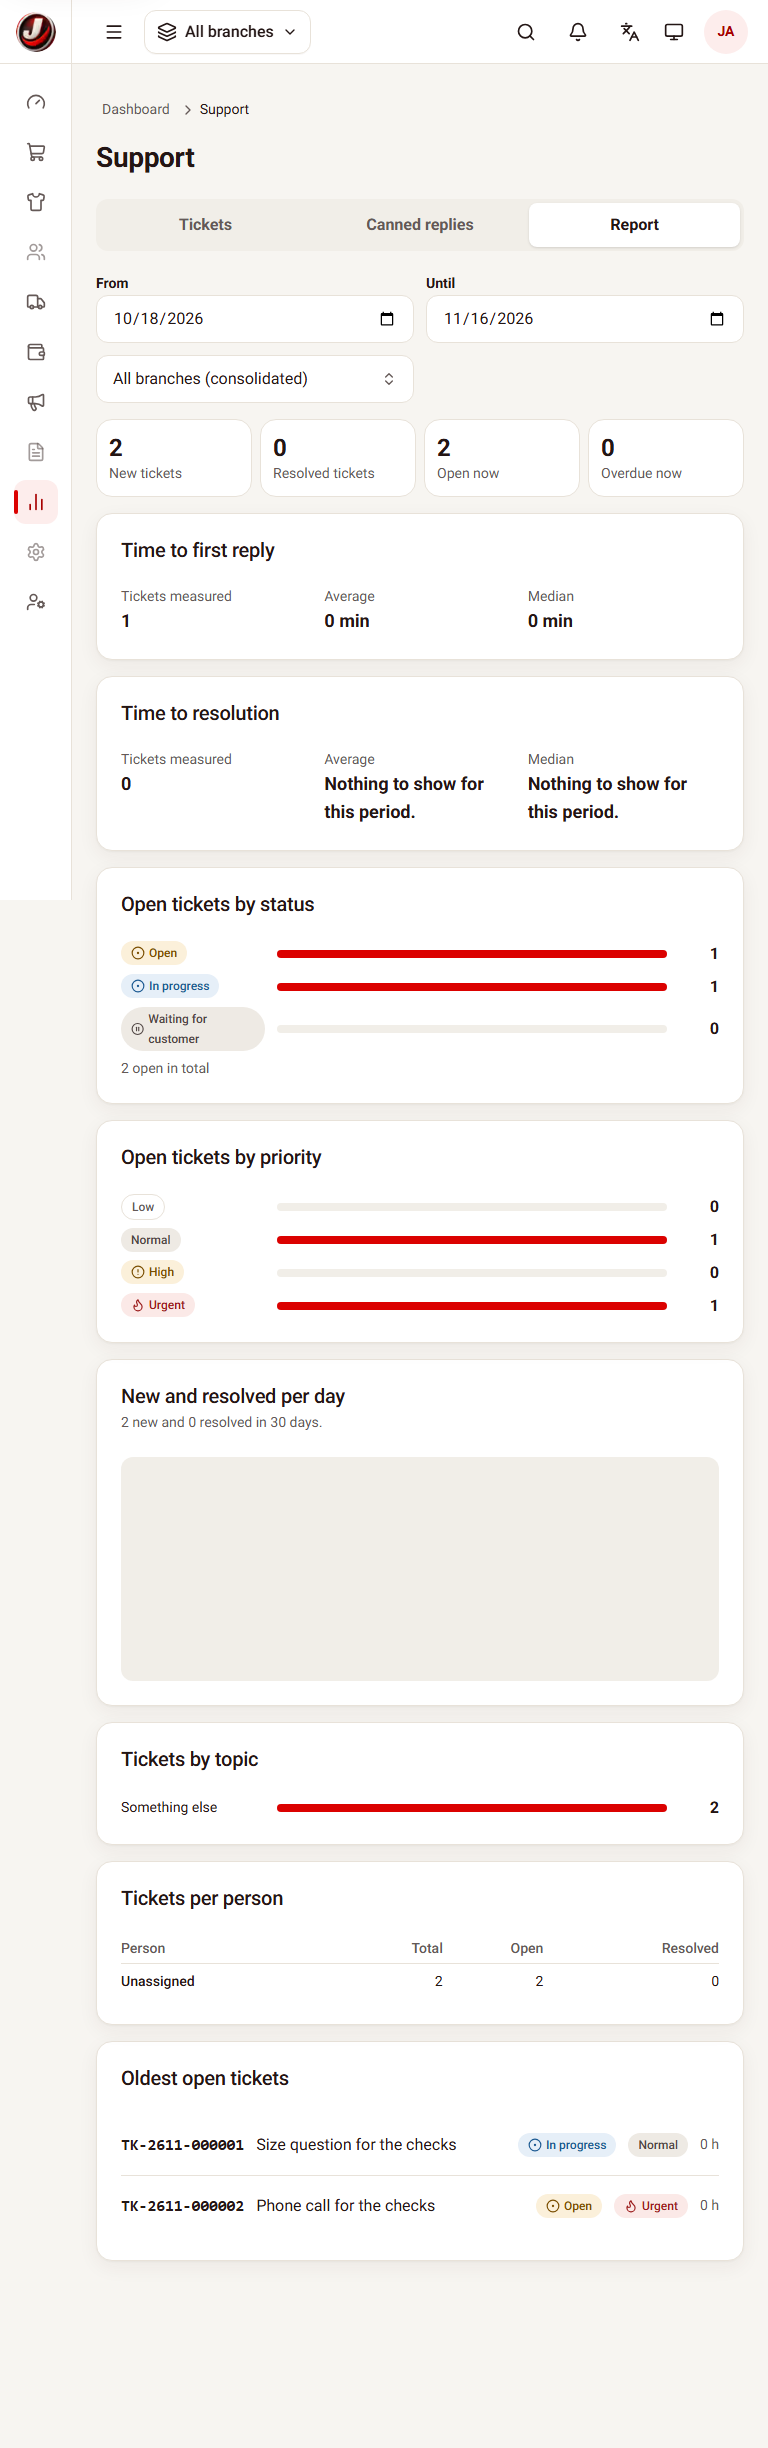 J
All branches
JA
Dashboard
Support
Support
Tickets
Canned replies
Report
From
Until
10/18/2026
11/16/2026
All branches (consolidated)
2
New tickets
0
Resolved tickets
2
Open now
0
Overdue now
Time to first reply
Tickets measured
Average
Median
1
0 min
0 min
Time to resolution
Tickets measured
Average
Median
0
Nothing to show for
this period.
Nothing to show for
this period.
Open tickets by status
Open
1
In progress
1
Waiting for
customer
0
2 open in total
Open tickets by priority
Low
0
Normal
1
High
0
Urgent
1
New and resolved per day
2 new and 0 resolved in 30 days.
Tickets by topic
Something else
2
Tickets per person
Person Total Open Resolved
Unassigned 2 2 0
Oldest open tickets
TK-2611-000001 Size question for the checks In progress Normal 0 h
TK-2611-000002 Phone call for the checks Open Urgent 0 h